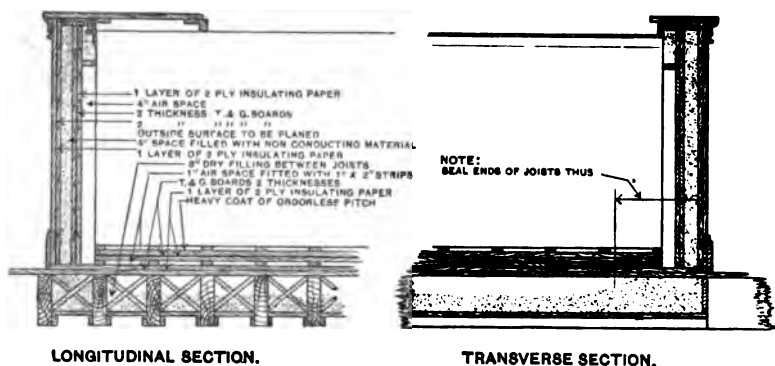 1 LAYER OF 2 PLY INSULATING PAPER
4" AIR SPACE
2 THICKNESS T. & G. BOARDS
2 " " " " "
OUTSIDE SURFACE TO BE PLANED
4" SPACE FILLED WITH NON CONDUCTING MATERIAL
1 LAYER OF 2 PLY INSULATING PAPER
8" DRY FILLING BETWEEN JOISTS
1" AIR SPACE FITTED WITH 1" X 2" STRIPS
T. & G. BOARDS 2 THICKNESSES
1 LAYER OF 2 PLY INSULATING PAPER
HEAVY COAT OF ORDORLESS PITCH
NOTE:
SEAL ENDS OF JOISTS THUS
LONGITUDINAL SECTION.
TRANSVERSE SECTION.